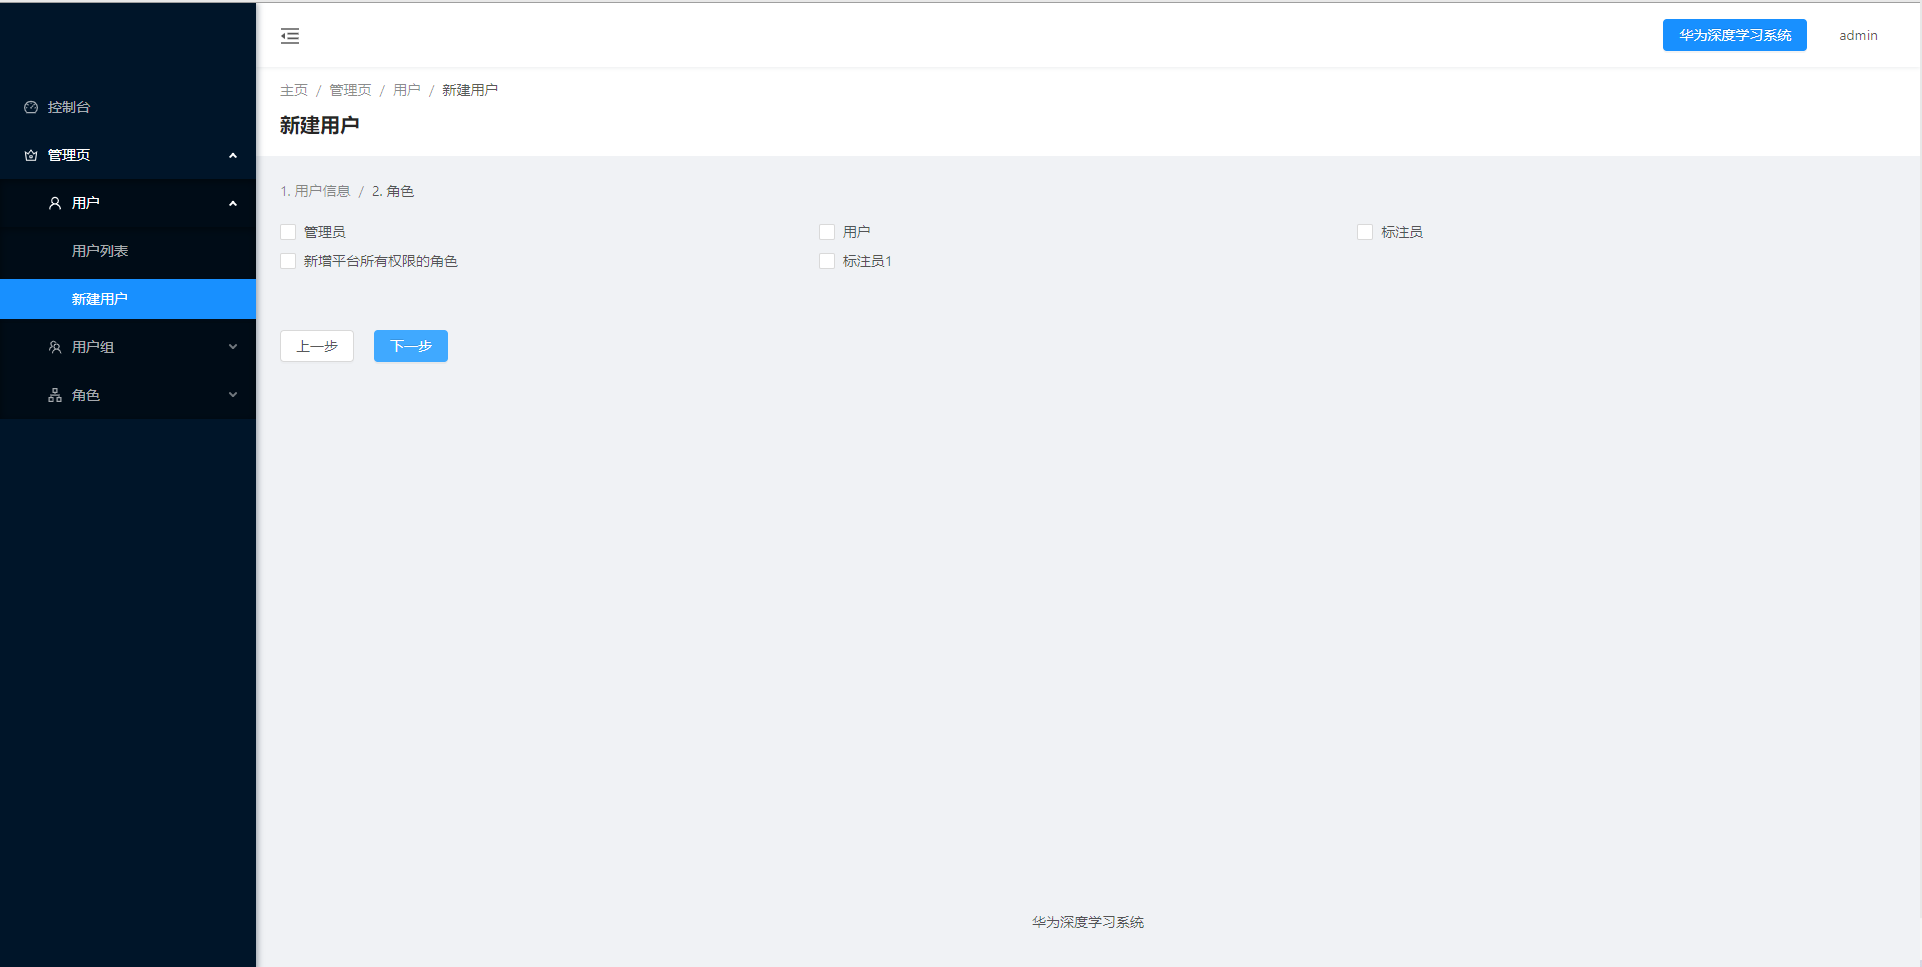 华为深度学习系统
admin
控制台
管理页
用户
用户列表
新建用户
用户组
角色
主页 / 管理页 / 用户 / 新建用户
新建用户
1. 用户信息 / 2. 角色
管理员
用户
标注员
新增平台所有权限的角色
标注员1
上一步
下一步
华为深度学习系统